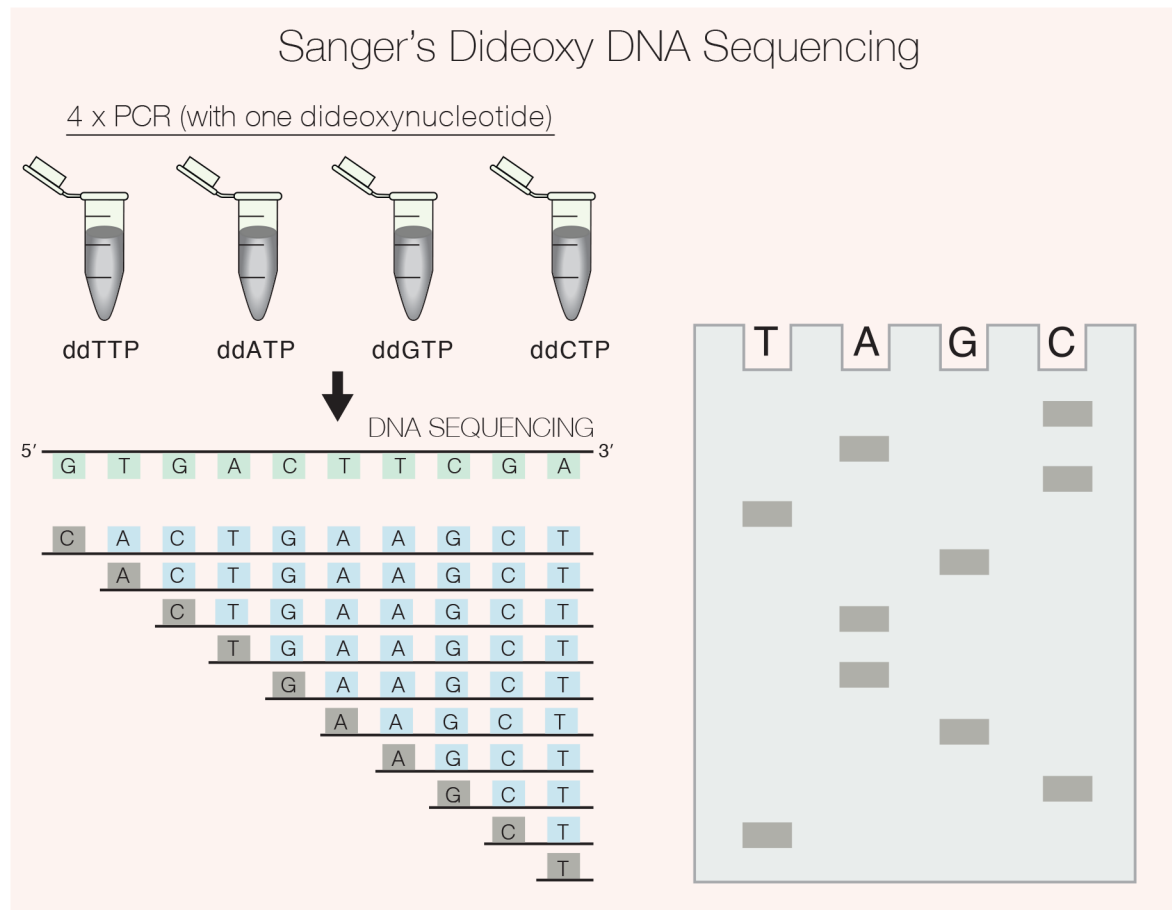 Sanger's Dideoxy DNA Sequencing
4 x PCR (with one dideoxynucleotide)
ddTTP ddATP ddGTP ddCTP
DNA SEQUENCING
5′ 3′
G T G A C T T C G A
C A C T G A A G C T
A C T G A A G C T
C T G A A G C T
T G A A G C T
G A A G C T
A A G C T
A G C T
G C T
C T
T
T A G C